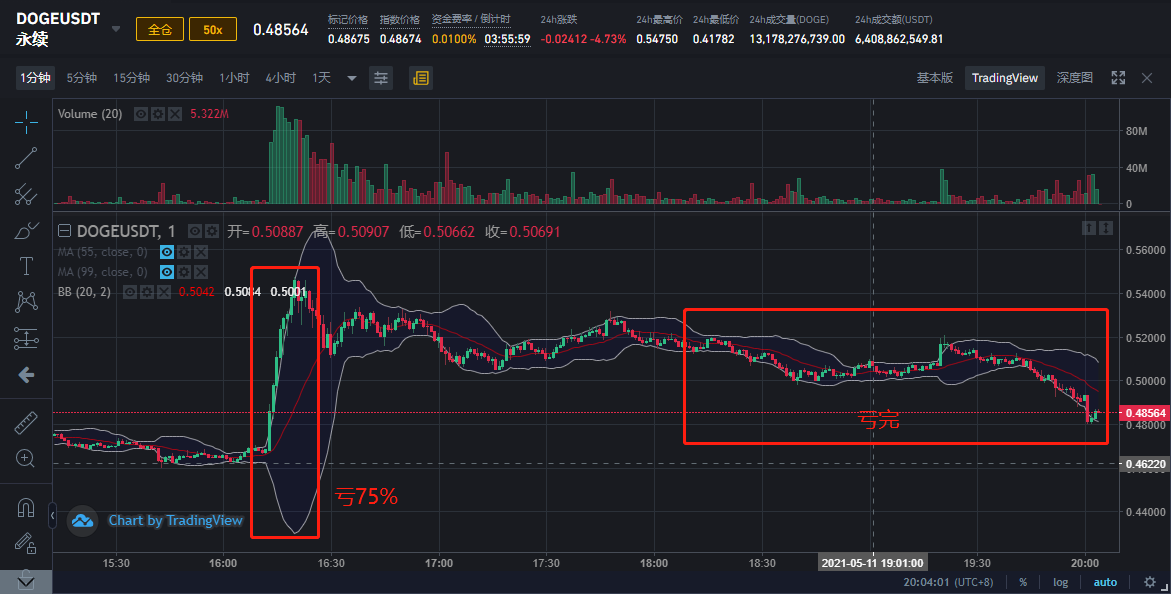 DOGEUSDT
永续
全仓
50x
0.48564
标记价格
0.48675
指数价格
0.48674
资金费率 / 倒计时
0.0100% 03:55:59
24h涨跌
-0.02412 -4.73%
24h最高价
0.54750
24h最低价
0.41782
24h成交量(DOGE)
13,178,276,739.00
24h成交额(USDT)
6,408,862,549.81
1分钟 5分钟 15分钟 30分钟 1小时 4小时 1天
基本版 TradingView 深度图
Volume (20) 5.322M
80M
40M
0
DOGEUSDT, 1 开=0.50887 高=0.50907 低=0.50662 收=0.50691
MA (55, close, 0)
MA (99, close, 0)
BB (20, 2) 0.5042 0.5084 0.5001
0.56000
0.54000
0.52000
0.50000
0.48564
0.48000
0.46220
0.44000
亏完
亏75%
Chart by TradingView
15:30 16:00 16:30 17:00 17:30 18:00 18:30 2021-05-11 19:01:00 19:30 20:00
20:04:01 (UTC+8) % log auto